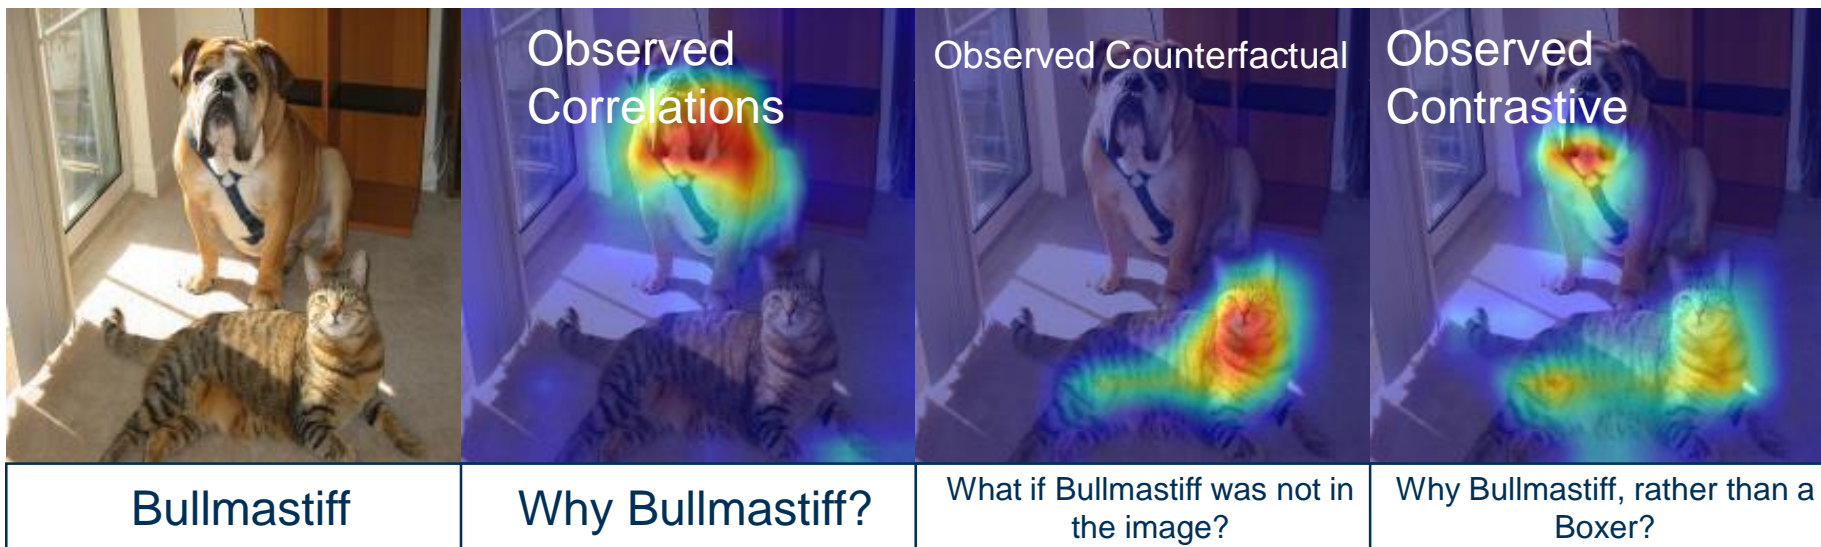 Observed
Correlations
Observed Counterfactual
Observed
Contrastive
Bullmastiff
Why Bullmastiff?
What if Bullmastiff was not in
the image?
Why Bullmastiff, rather than a
Boxer?